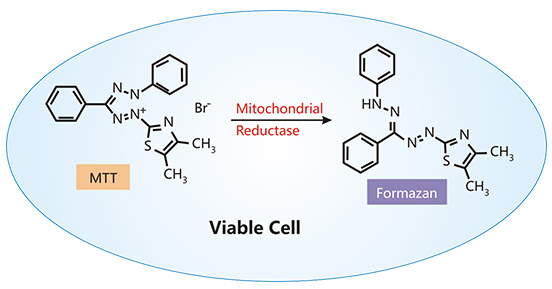 N
N
N
N+
N
S
CH₃
CH₃
Br⁻
MTT
Mitochondrial
Reductase
HN
N
N
N
N
S
CH₃
CH₃
Formazan
Viable Cell